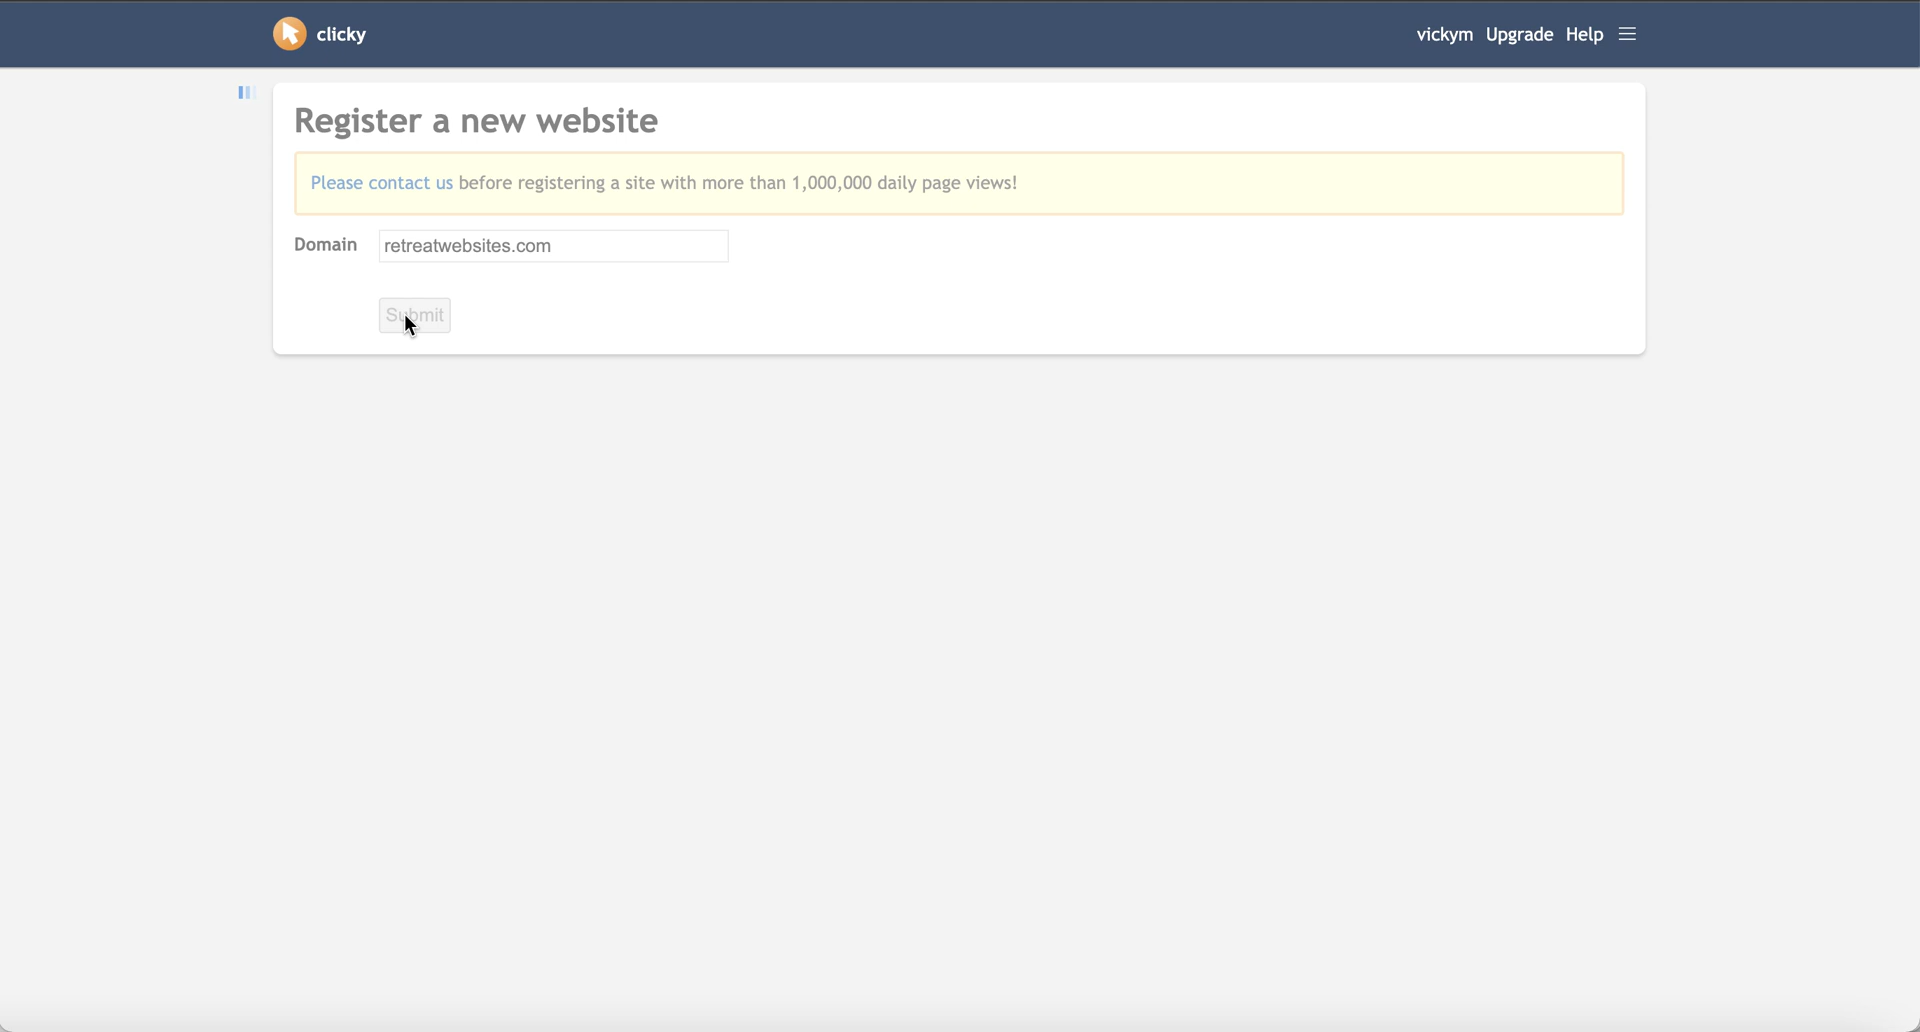 clicky
vickym Upgrade Help
Register a new website
Please contact us before registering a site with more than 1,000,000 daily page views!
Domain retreatwebsites.com
Submit